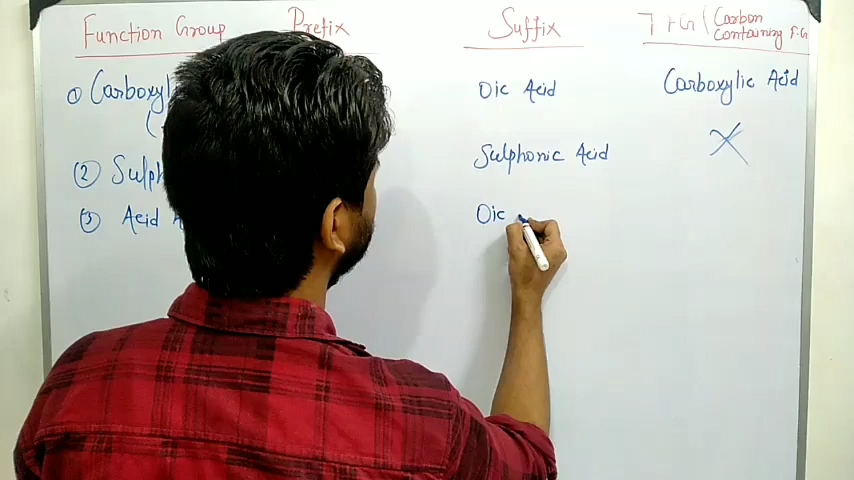 Function Group Prefix Suffix T FG (Carbon Containing F.G
① Carboxyl Oic Acid Carboxylic Acid
(
② Sulph Sulphonic Acid X
③ Acid A Oic